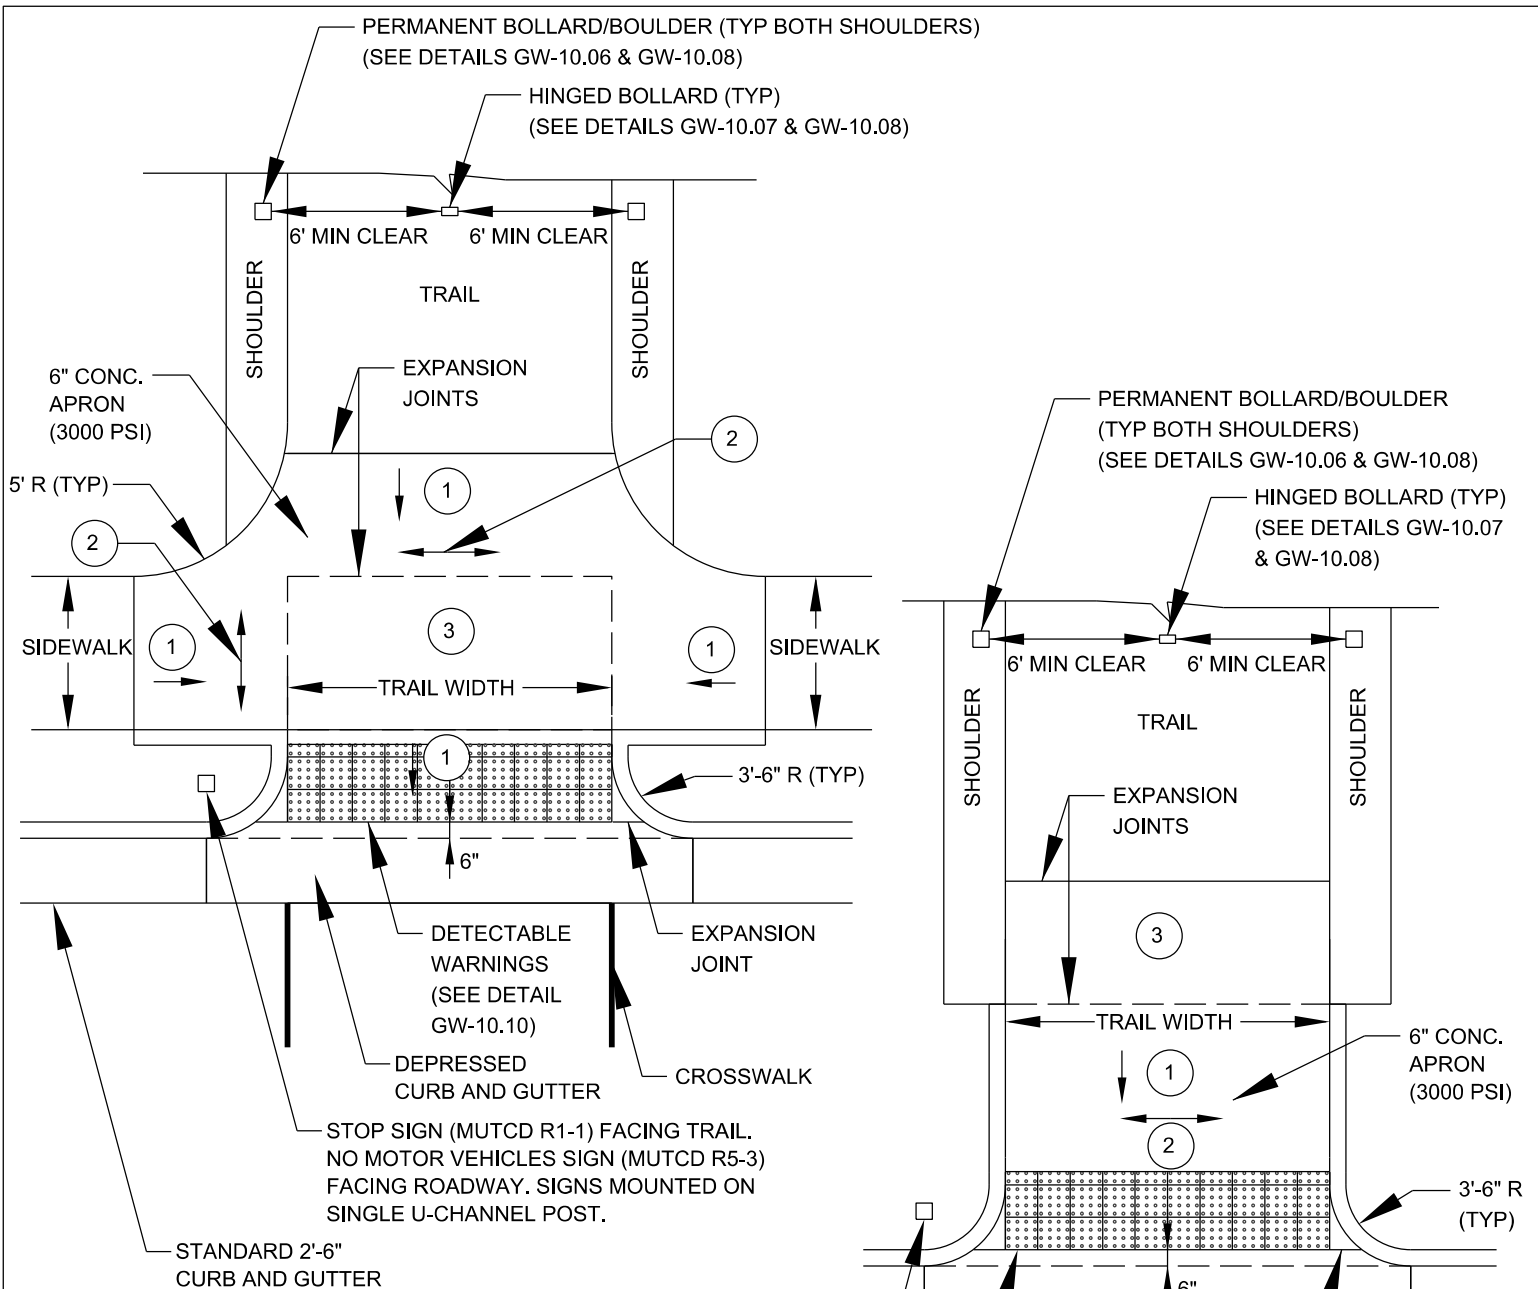 PERMANENT BOLLARD/BOULDER (TYP BOTH SHOULDERS)
(SEE DETAILS GW-10.06 & GW-10.08)
HINGED BOLLARD (TYP)
(SEE DETAILS GW-10.07 & GW-10.08)
6' MIN CLEAR
6' MIN CLEAR
SHOULDER
TRAIL
SHOULDER
6" CONC.
APRON
(3000 PSI)
EXPANSION
JOINTS
2
1
5' R (TYP)
2
SIDEWALK
1
3
1
SIDEWALK
TRAIL WIDTH
1
3'-6" R (TYP)
6"
DETECTABLE
WARNINGS
(SEE DETAIL
GW-10.10)
EXPANSION
JOINT
DEPRESSED
CURB AND GUTTER
CROSSWALK
STOP SIGN (MUTCD R1-1) FACING TRAIL.
NO MOTOR VEHICLES SIGN (MUTCD R5-3)
FACING ROADWAY. SIGNS MOUNTED ON
SINGLE U-CHANNEL POST.
STANDARD 2'-6"
CURB AND GUTTER
PERMANENT BOLLARD/BOULDER
(TYP BOTH SHOULDERS)
(SEE DETAILS GW-10.06 & GW-10.08)
HINGED BOLLARD (TYP)
(SEE DETAILS GW-10.07
& GW-10.08)
6' MIN CLEAR
6' MIN CLEAR
SHOULDER
TRAIL
SHOULDER
EXPANSION
JOINTS
3
TRAIL WIDTH
6" CONC.
APRON
(3000 PSI)
1
2
3'-6" R
(TYP)
6"